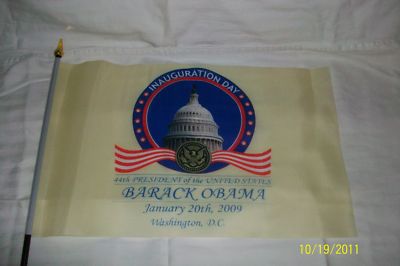 INAUGURATION DAY
44th PRESIDENT of the UNITED STATES
BARACK OBAMA
January 20th, 2009
Washington, D.C.
10/19/2011